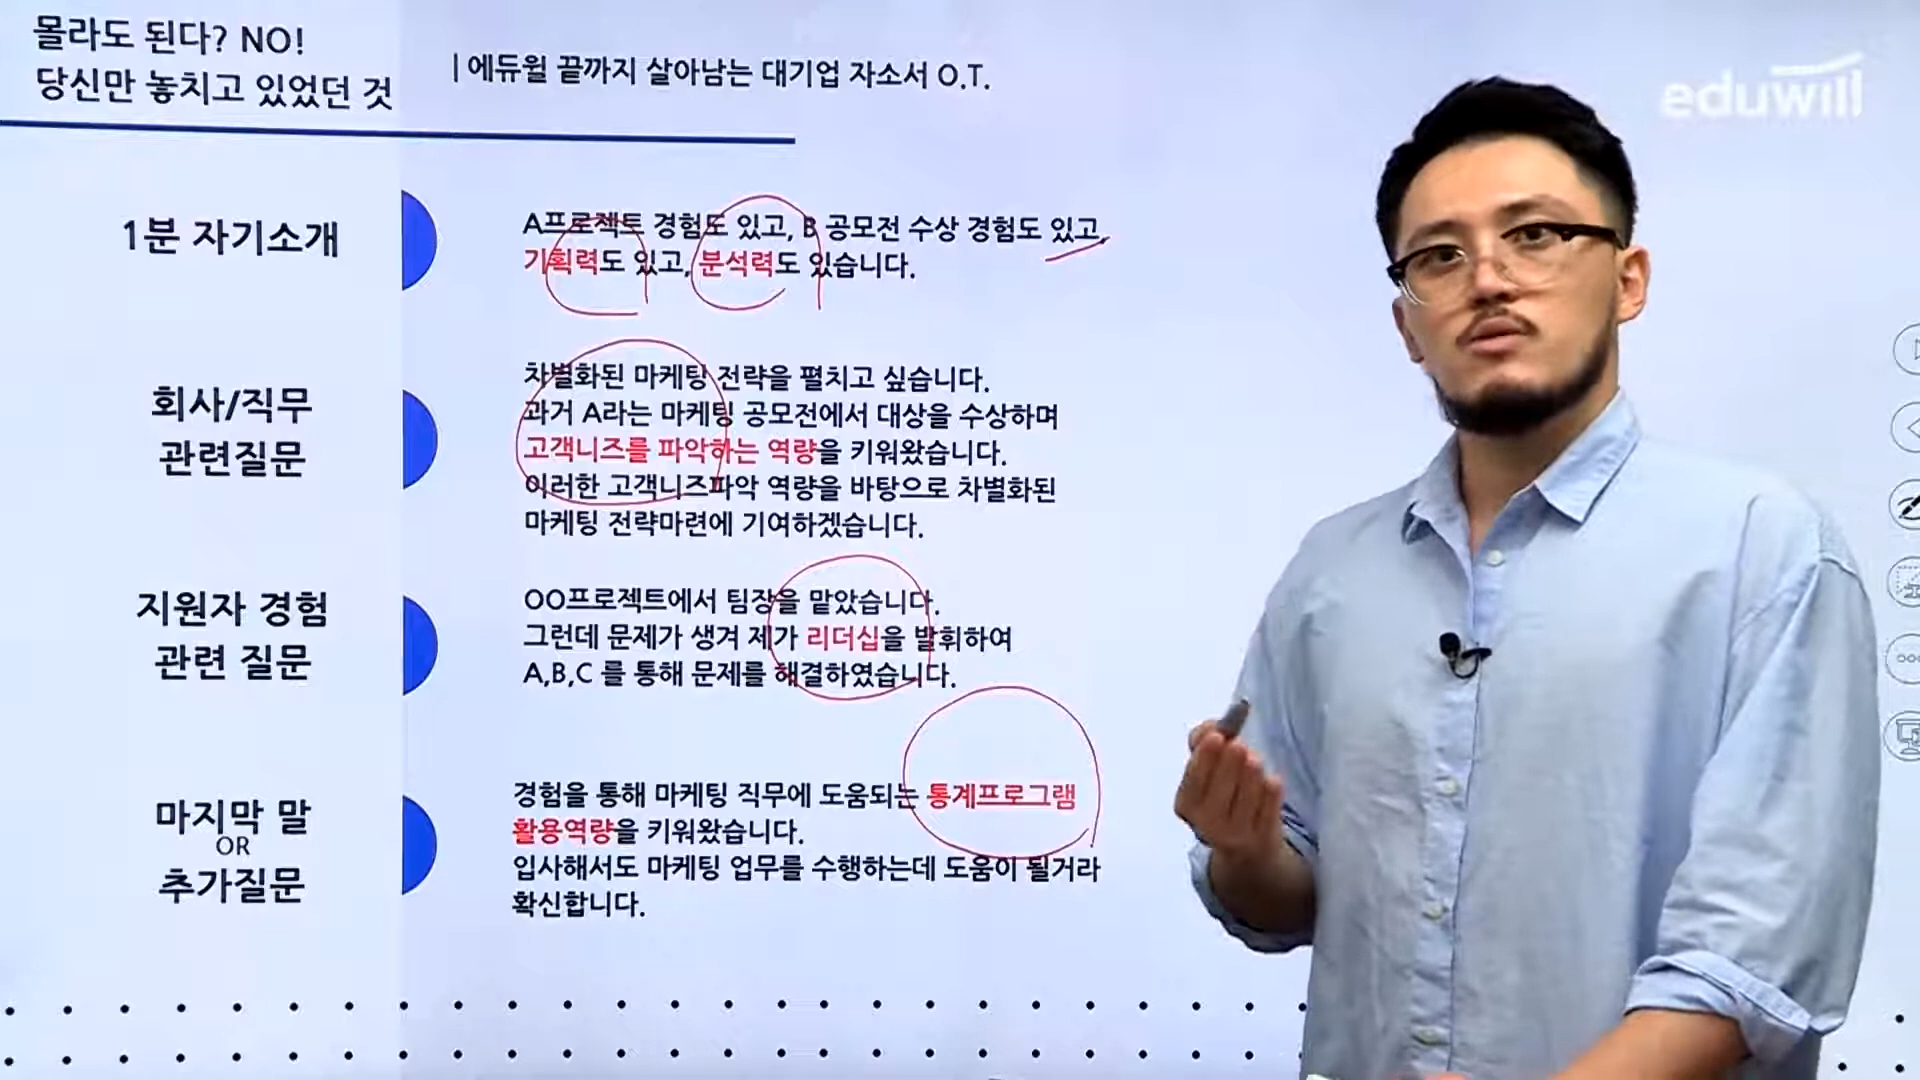 몰라도 된다? NO!
당신만 놓치고 있었던 것
| 에듀윌 끝까지 살아남는 대기업 자소서 O.T.
eduwill
1분 자기소개
A프로젝트 경험도 있고, B 공모전 수상 경험도 있고,
기획력도 있고, 분석력도 있습니다.
회사/직무
관련질문
차별화된 마케팅 전략을 펼치고 싶습니다.
과거 A라는 마케팅 공모전에서 대상을 수상하며
고객니즈를 파악하는 역량을 키워왔습니다.
이러한 고객니즈파악 역량을 바탕으로 차별화된
마케팅 전략마련에 기여하겠습니다.
지원자 경험
관련 질문
OO프로젝트에서 팀장을 맡았습니다.
그런데 문제가 생겨 제가 리더십을 발휘하여
A,B,C 를 통해 문제를 해결하였습니다.
마지막 말
OR
추가질문
경험을 통해 마케팅 직무에 도움되는 통계프로그램
활용역량을 키워왔습니다.
입사해서도 마케팅 업무를 수행하는데 도움이 될거라
확신합니다.